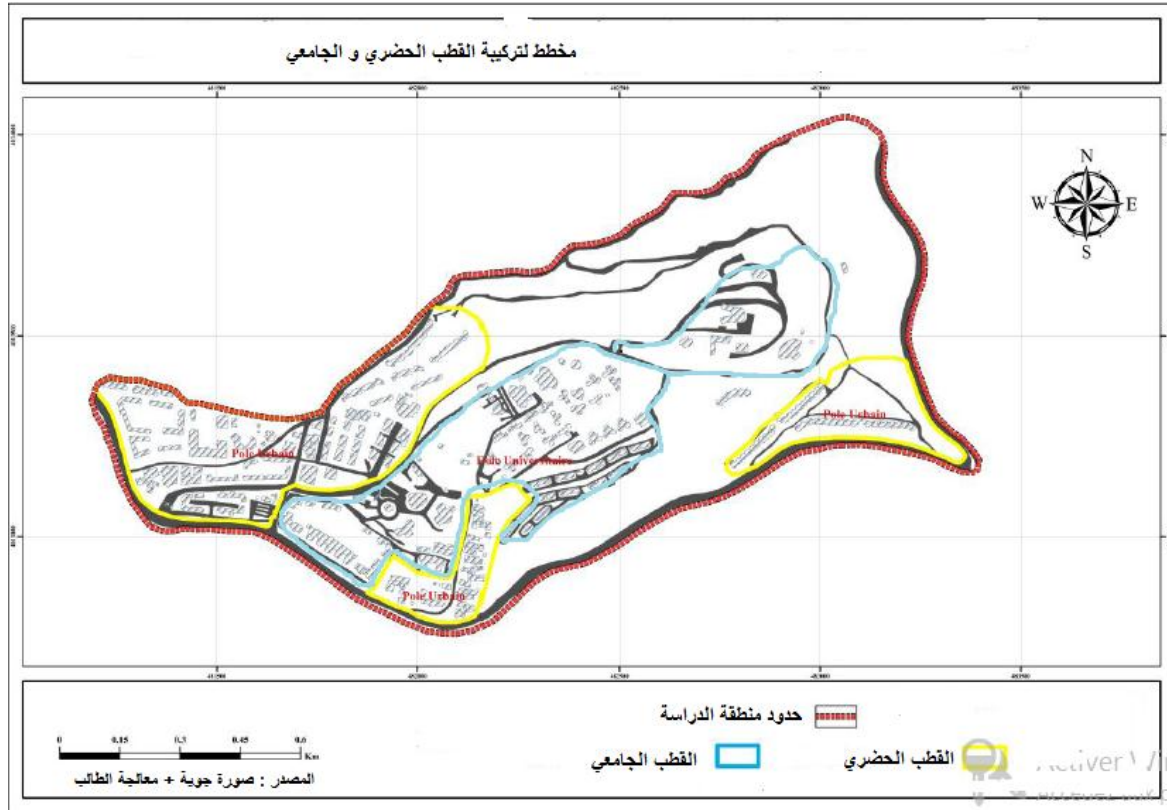 مخطط لتركيبة القطب الحضري و الجامعي
N
W E
S
Pole Urbain
Pole Urbain
Pole Universitaire
Pole Urbain
حدود منطقة الدراسة
القطب الحضري
القطب الجامعي
0 0.15 0.3 0.45 0.6
Km
المصدر : صورة جوية + معالجة الطالب
Activer